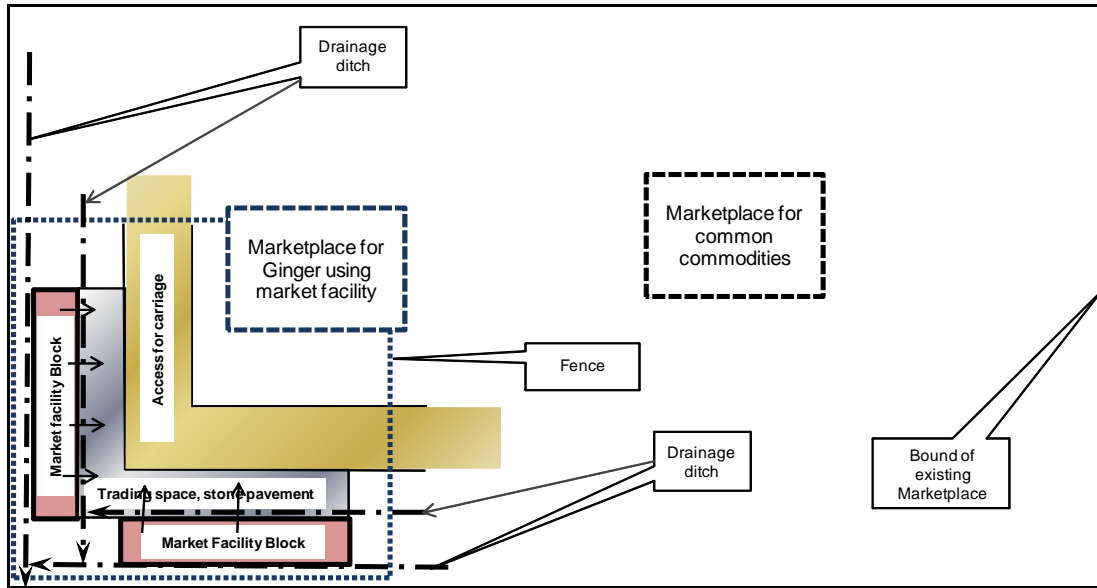 Drainage
ditch
Marketplace for
Ginger using
market facility
Marketplace for
common
commodities
Access for carriage
Market facility Block
Fence
Trading space, stone pavement
Market Facility Block
Drainage
ditch
Bound of
existing
Marketplace